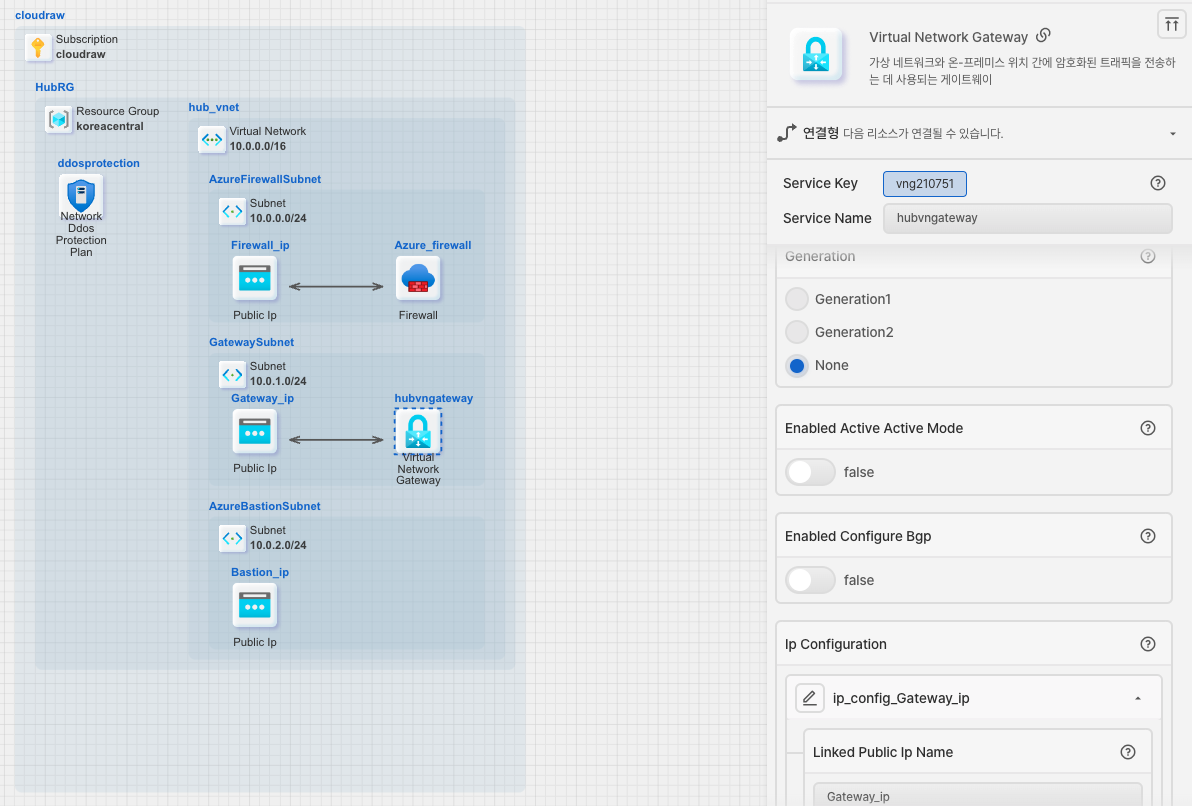 cloudraw
Subscription
cloudraw
HubRG
Resource Group
koreacentral
ddosprotection
Network
Ddos
Protection
Plan
hub_vnet
Virtual Network
10.0.0.0/16
AzureFirewallSubnet
Subnet
10.0.0.0/24
Firewall_ip
Public Ip
Azure_firewall
Firewall
GatewaySubnet
Subnet
10.0.1.0/24
Gateway_ip
Public Ip
hubvngateway
Virtual
Network
Gateway
AzureBastionSubnet
Subnet
10.0.2.0/24
Bastion_ip
Public Ip
Virtual Network Gateway
가상 네트워크와 온-프레미스 위치 간에 암호화된 트래픽을 전송하
는 데 사용되는 게이트웨이
연결형 다음 리소스가 연결될 수 있습니다.
Service Key vng210751
Service Name hubvngateway
Generation
Generation1
Generation2
None
Enabled Active Active Mode
false
Enabled Configure Bgp
false
Ip Configuration
ip_config_Gateway_ip
Linked Public Ip Name
Gateway_ip